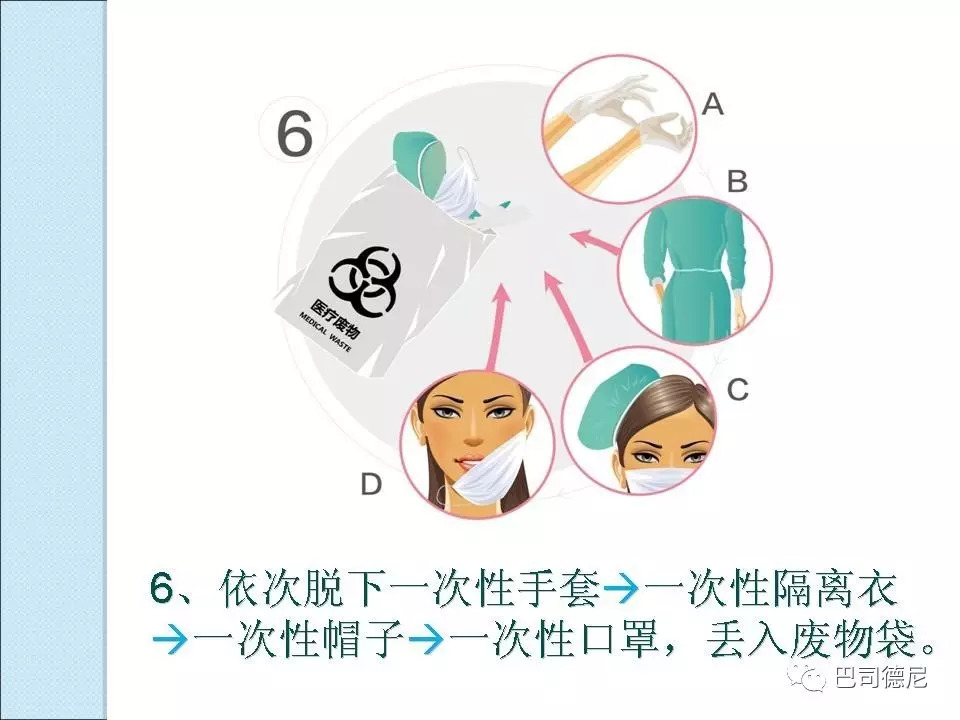 6
A
B
医疗废物
MEDICAL WASTE
C
D
6、依次脱下一次性手套→一次性隔离衣
→一次性帽子→一次性口罩，丢入废物袋。
巴司德尼